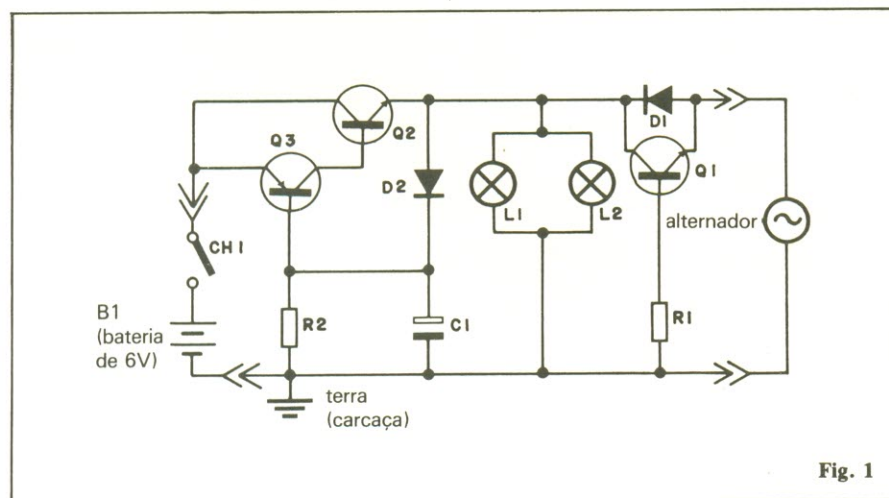 Q3
Q2
D2
L1
L2
D1
Q1
alternador
CH1
B1
(bateria
de 6V)
R2
C1
R1
terra
(carcaça)
Fig. 1